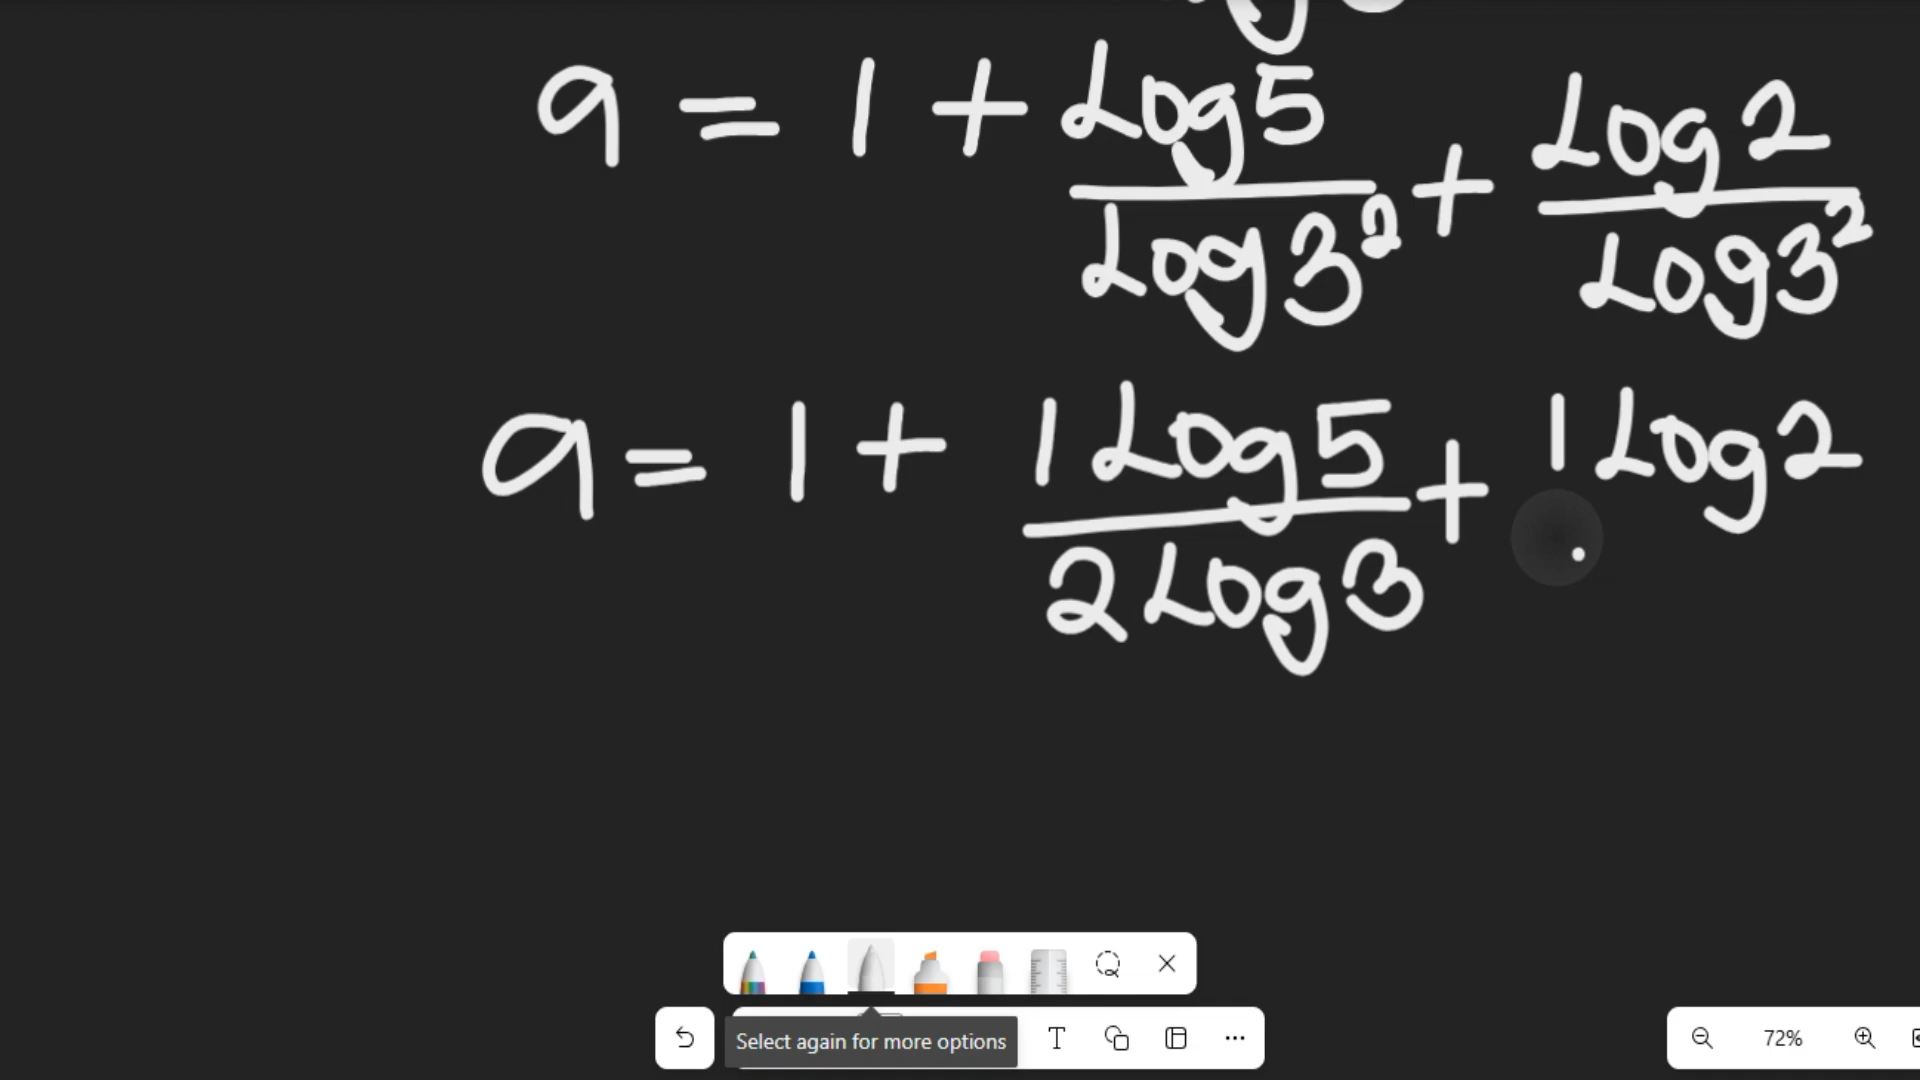 a = 1 + Log5/Log3² + Log2/Log3²
a = 1 + 1Log5/2Log3 + 1Log2
Select again for more options
72%